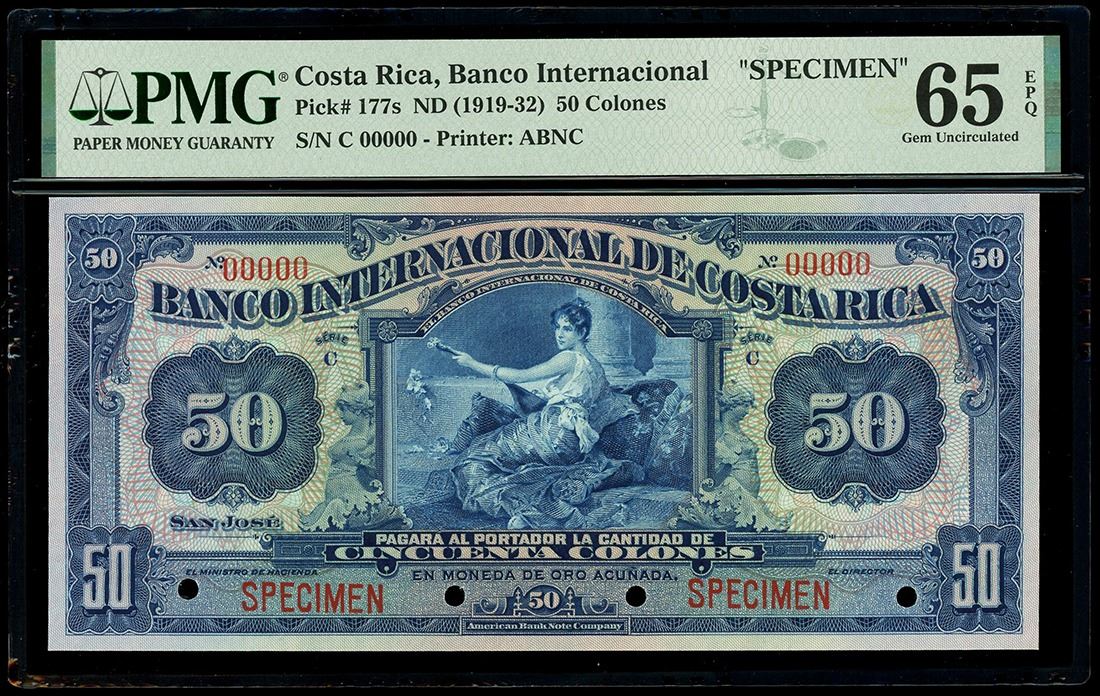 PMG®
PAPER MONEY GUARANTY
Costa Rica, Banco Internacional "SPECIMEN"
Pick# 177s ND (1919-32) 50 Colones
S/N C 00000 - Printer: ABNC
65 EPQ
Gem Uncirculated
50 50
Nº 00000 Nº 00000
BANCO INTERNACIONAL DE COSTA RICA
EL BANCO INTERNACIONAL DE COSTA RICA
SERIE C SERIE C
50 50
SAN JOSÉ
PAGARA AL PORTADOR LA CANTIDAD DE
CINCUENTA COLONES
EN MONEDA DE ORO ACUÑADA.
EL MINISTRO DE HACIENDA EL DIRECTOR
50 SPECIMEN 50 SPECIMEN 50
American Bank Note Company